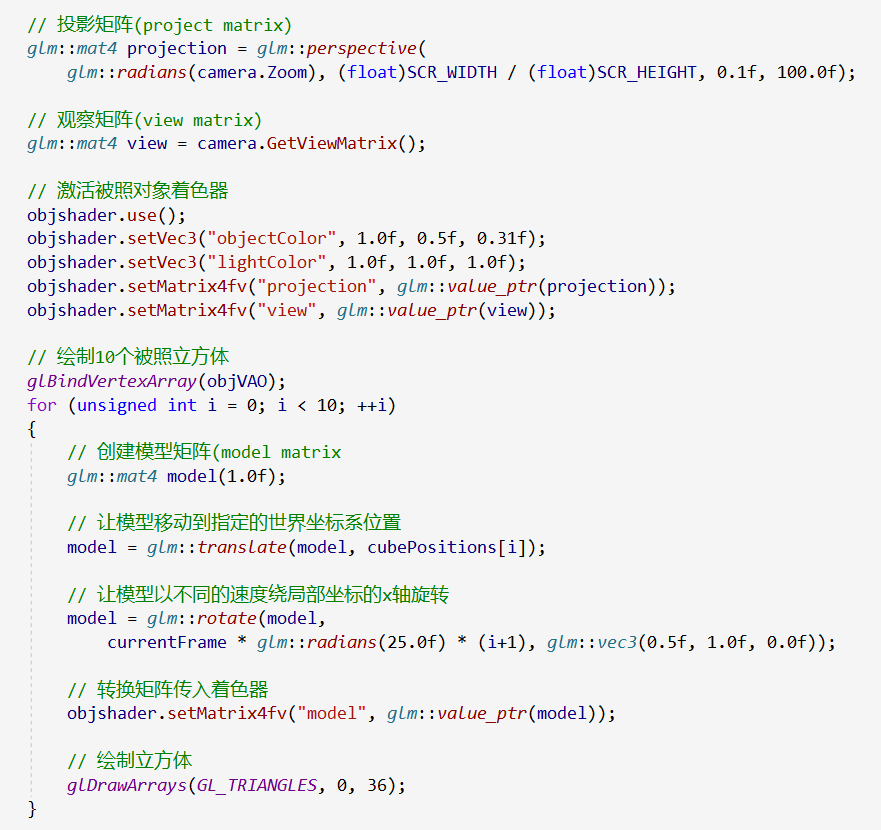 // 投影矩阵(project matrix)
glm::mat4 projection = glm::perspective(
    glm::radians(camera.Zoom), (float)SCR_WIDTH / (float)SCR_HEIGHT, 0.1f, 100.0f);

// 观察矩阵(view matrix)
glm::mat4 view = camera.GetViewMatrix();

// 激活被照对象着色器
objshader.use();
objshader.setVec3("objectColor", 1.0f, 0.5f, 0.31f);
objshader.setVec3("lightColor", 1.0f, 1.0f, 1.0f);
objshader.setMatrix4fv("projection", glm::value_ptr(projection));
objshader.setMatrix4fv("view", glm::value_ptr(view));

// 绘制10个被照立方体
glBindVertexArray(objVAO);
for (unsigned int i = 0; i < 10; ++i)
{
    // 创建模型矩阵(model matrix
    glm::mat4 model(1.0f);

    // 让模型移动到指定的世界坐标系位置
    model = glm::translate(model, cubePositions[i]);

    // 让模型以不同的速度绕局部坐标的x轴旋转
    model = glm::rotate(model,
        currentFrame * glm::radians(25.0f) * (i+1), glm::vec3(0.5f, 1.0f, 0.0f));

    // 转换矩阵传入着色器
    objshader.setMatrix4fv("model", glm::value_ptr(model));

    // 绘制立方体
    glDrawArrays(GL_TRIANGLES, 0, 36);
}